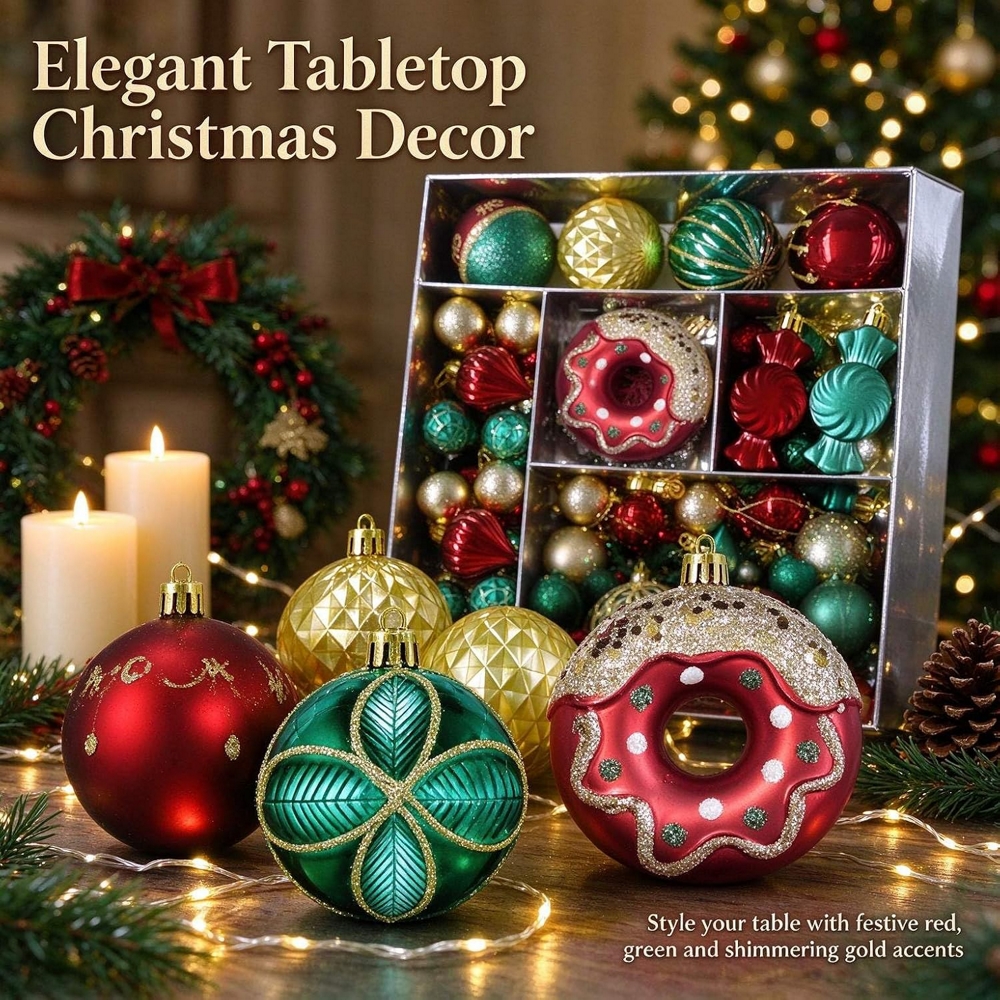 Elegant Tabletop
Christmas Decor
Style your table with festive red,
green and shimmering gold accents